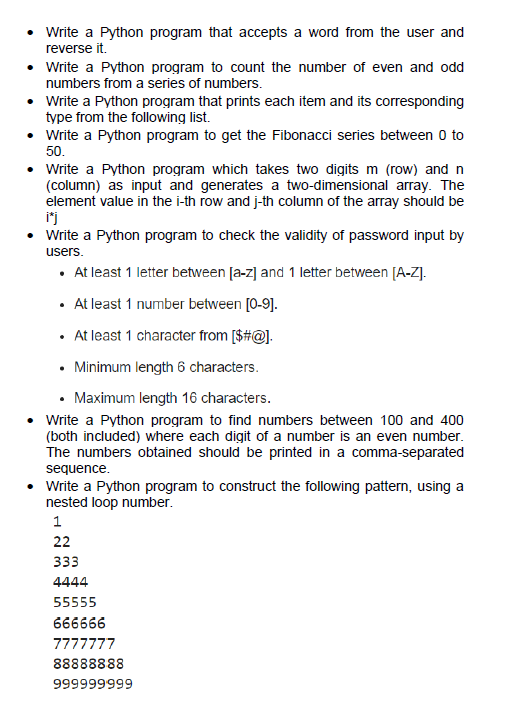 • Write a Python program that accepts a word from the user and
reverse it.
• Write a Python program to count the number of even and odd
numbers from a series of numbers.
• Write a Python program that prints each item and its corresponding
type from the following list.
• Write a Python program to get the Fibonacci series between 0 to
50.
• Write a Python program which takes two digits m (row) and n
(column) as input and generates a two-dimensional array. The
element value in the i-th row and j-th column of the array should be
i*j
• Write a Python program to check the validity of password input by
users.
• At least 1 letter between [a-z] and 1 letter between [A-Z].
• At least 1 number between [0-9].
• At least 1 character from [$#@].
• Minimum length 6 characters.
• Maximum length 16 characters.
• Write a Python program to find numbers between 100 and 400
(both included) where each digit of a number is an even number.
The numbers obtained should be printed in a comma-separated
sequence.
• Write a Python program to construct the following pattern, using a
nested loop number.
1
22
333
4444
55555
666666
7777777
88888888
999999999